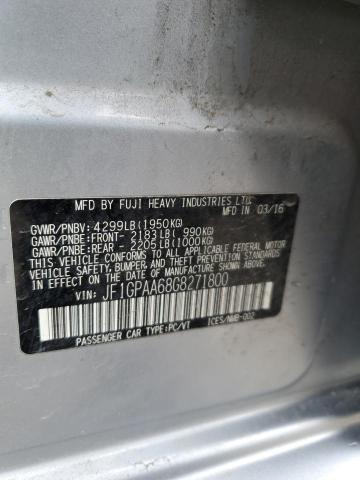 MFD BY FUJI HEAVY INDUSTRIES LTD.
MFD IN 03/16
GVWR/PNBV: 4299LB(1950KG)
GAWR/PNBE:FRONT- 2183LB( 990KG)
GAWR/PNBE:REAR - 2205LB(1000KG)
THIS VEHICLE CONFORMS TO ALL APPLICABLE FEDERAL MOTOR
VEHICLE SAFETY, BUMPER, AND THEFT PREVENTION STANDARDS
IN EFFECT ON THE DATE OF MANUFACTURE SHOWN ABOVE.
VIN: JF1GPAA68G8271800
PASSENGER CAR TYPE:PC/VT ICES/NMB-002